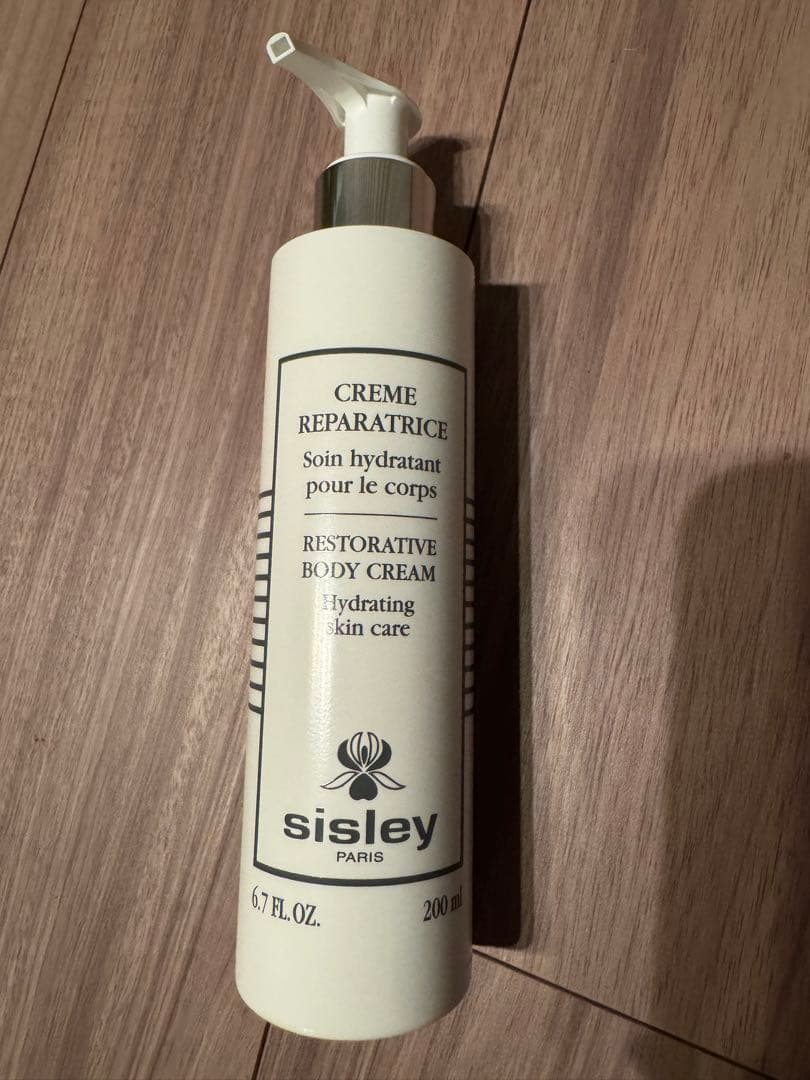 CREME
REPARATRICE
Soin hydratant
pour le corps
RESTORATIVE
BODY CREAM
Hydrating
skin care
sisley
PARIS
6.7 FL.OZ. 200 ml